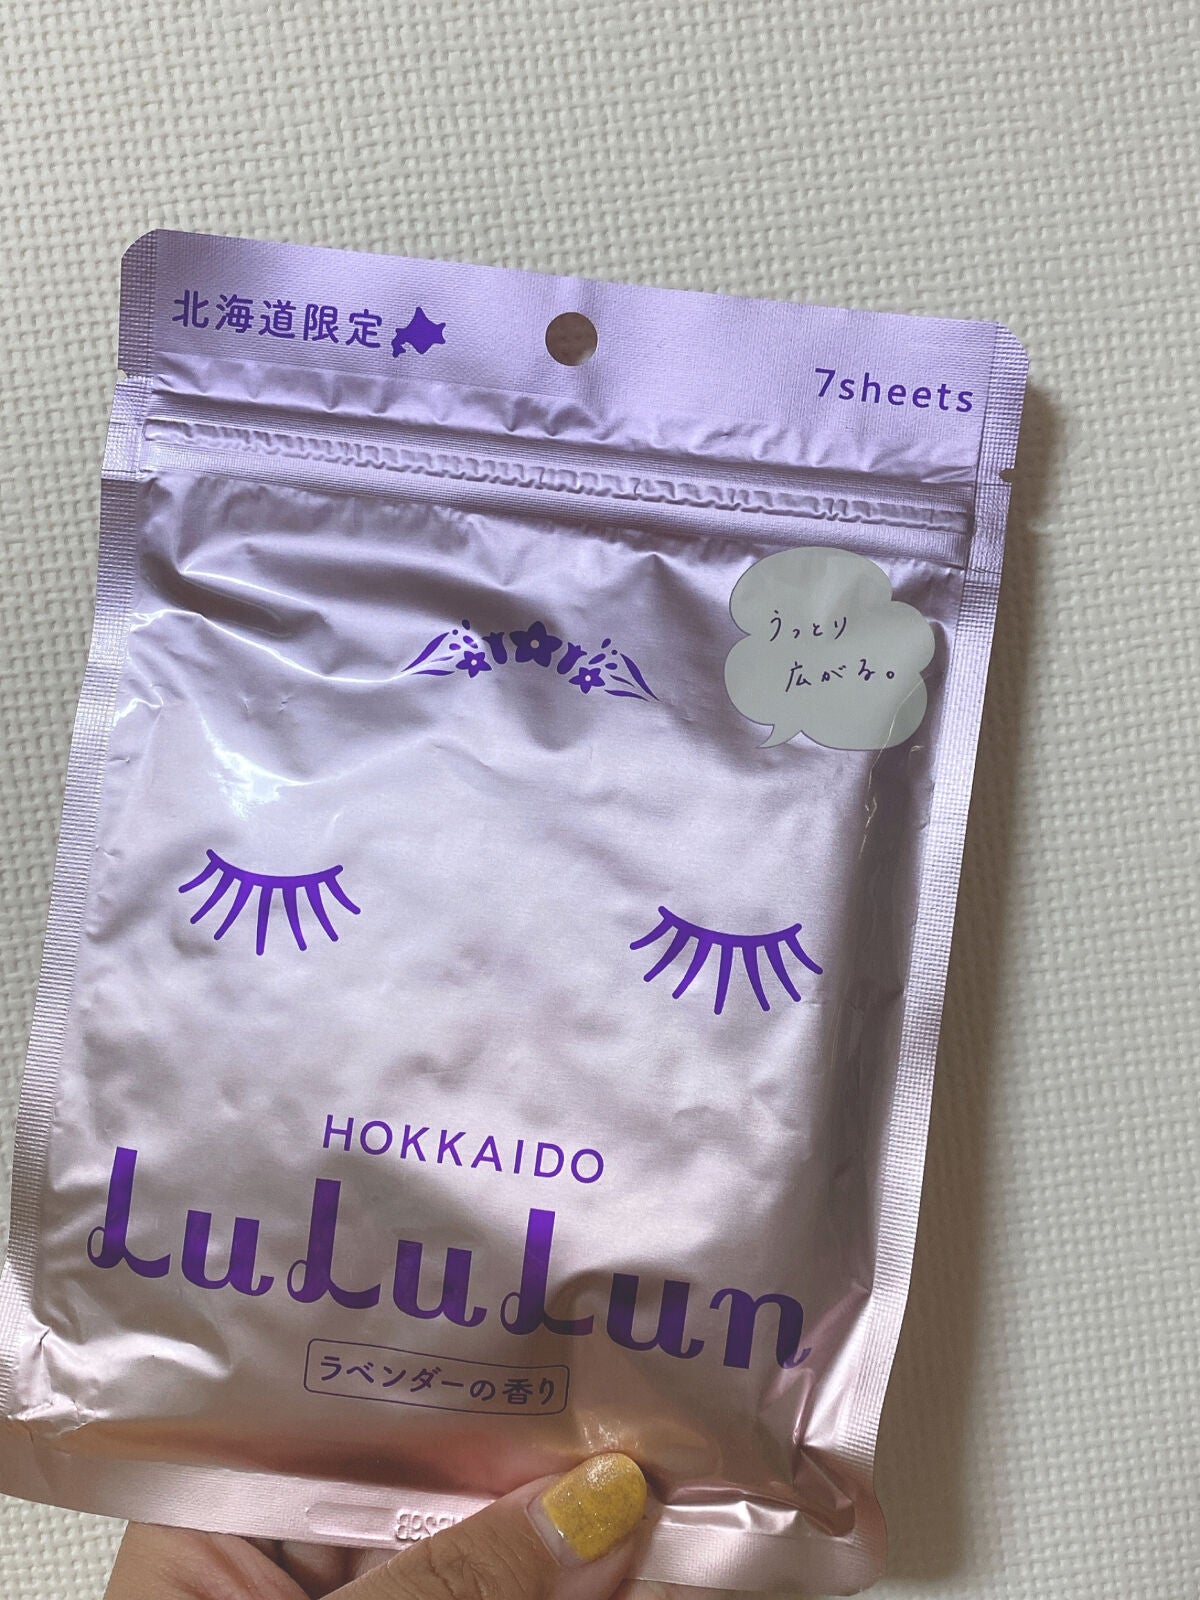 北海道限定
7sheets
うっとり
広がる。
HOKKAIDO
LuLuLun
ラベンダーの香り